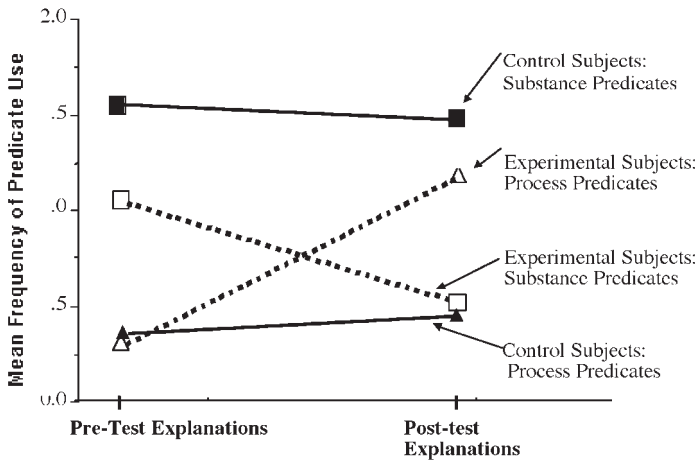 2.0
.5
.0
.5
0.0
Mean Frequency of Predicate Use
Control Subjects:
Substance Predicates
Experimental Subjects:
Process Predicates
Experimental Subjects:
Substance Predicates
Control Subjects:
Process Predicates
Pre-Test Explanations
Post-test
Explanations